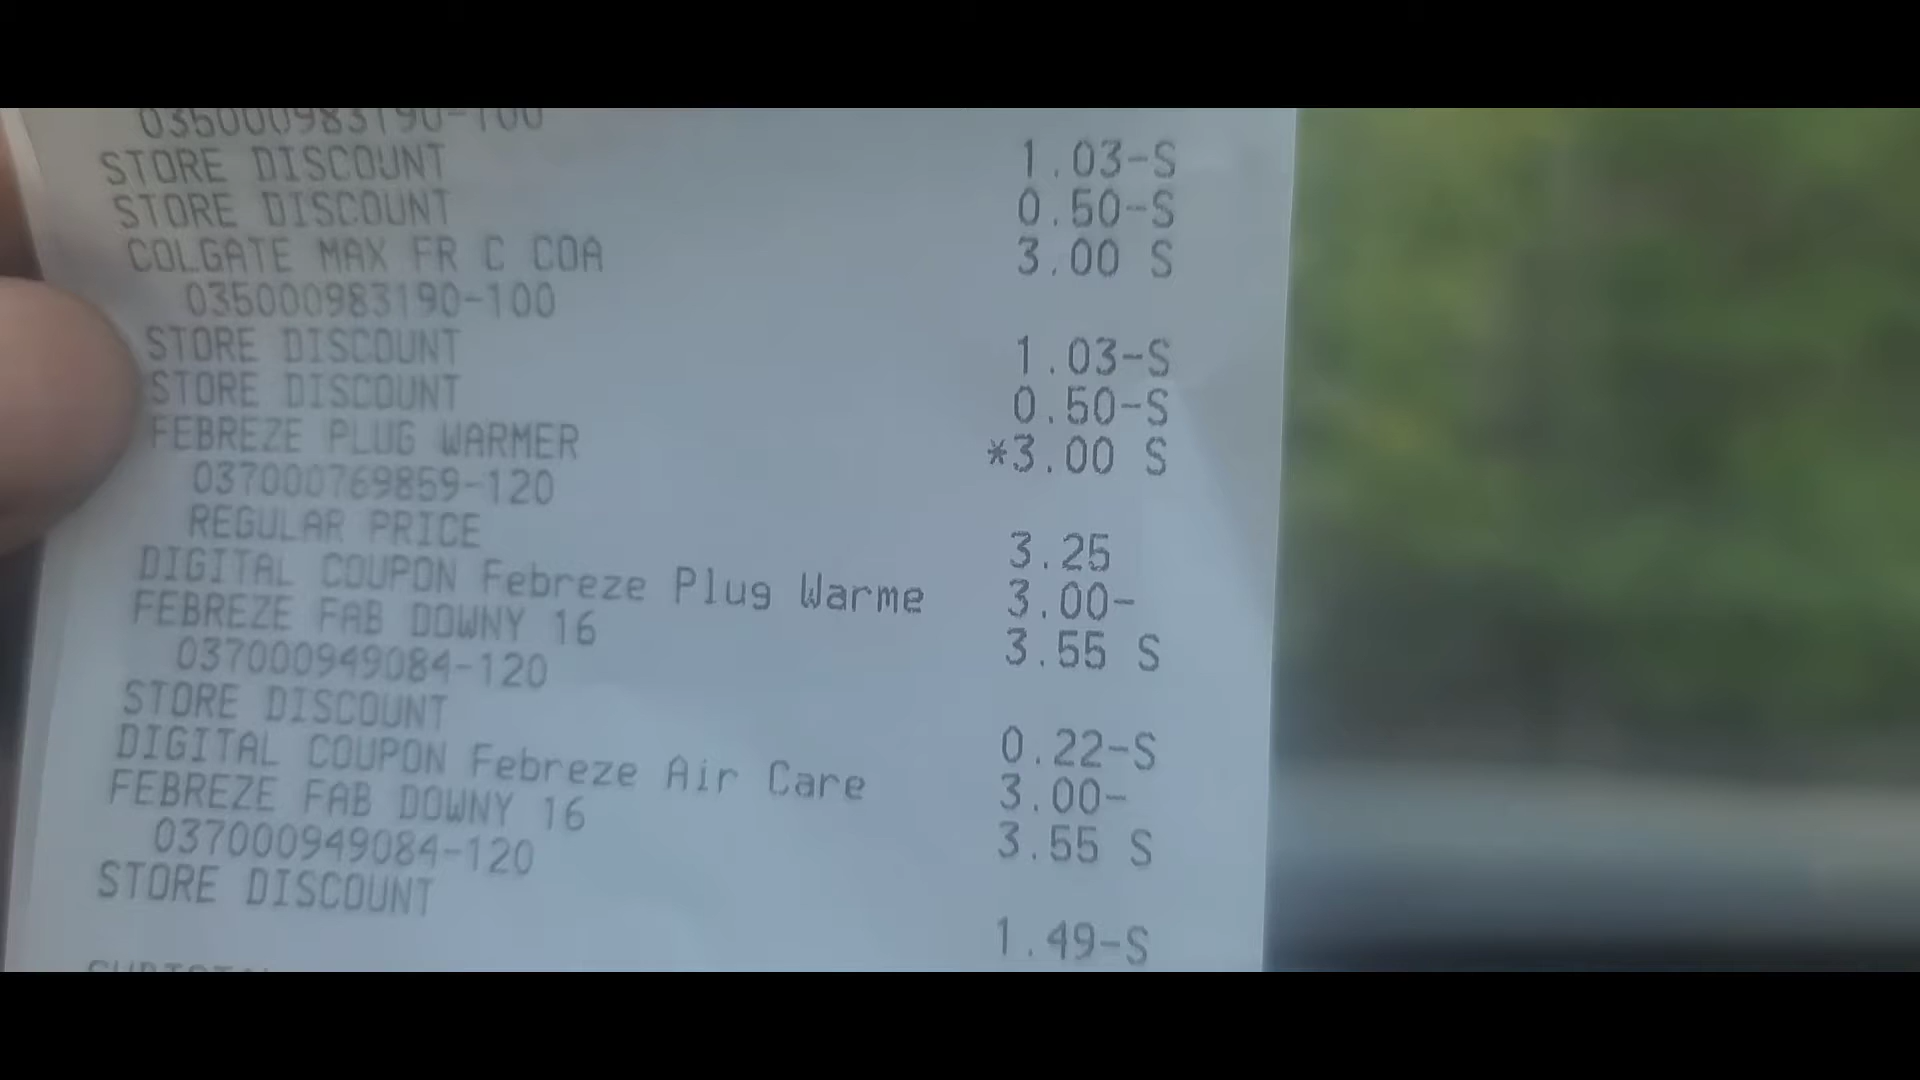 035000983190-100
STORE DISCOUNT 1.03-S
STORE DISCOUNT 0.50-S
COLGATE MAX FR C COA 3.00 S
035000983190-100
STORE DISCOUNT 1.03-S
STORE DISCOUNT 0.50-S
FEBREZE PLUG WARMER *3.00 S
037000769859-120
REGULAR PRICE 3.25
DIGITAL COUPON Febreze Plug Warme 3.00-
FEBREZE FAB DOWNY 16 3.55 S
037000949084-120
STORE DISCOUNT 0.22-S
DIGITAL COUPON Febreze Air Care 3.00-
FEBREZE FAB DOWNY 16 3.55 S
037000949084-120
STORE DISCOUNT 1.49-S